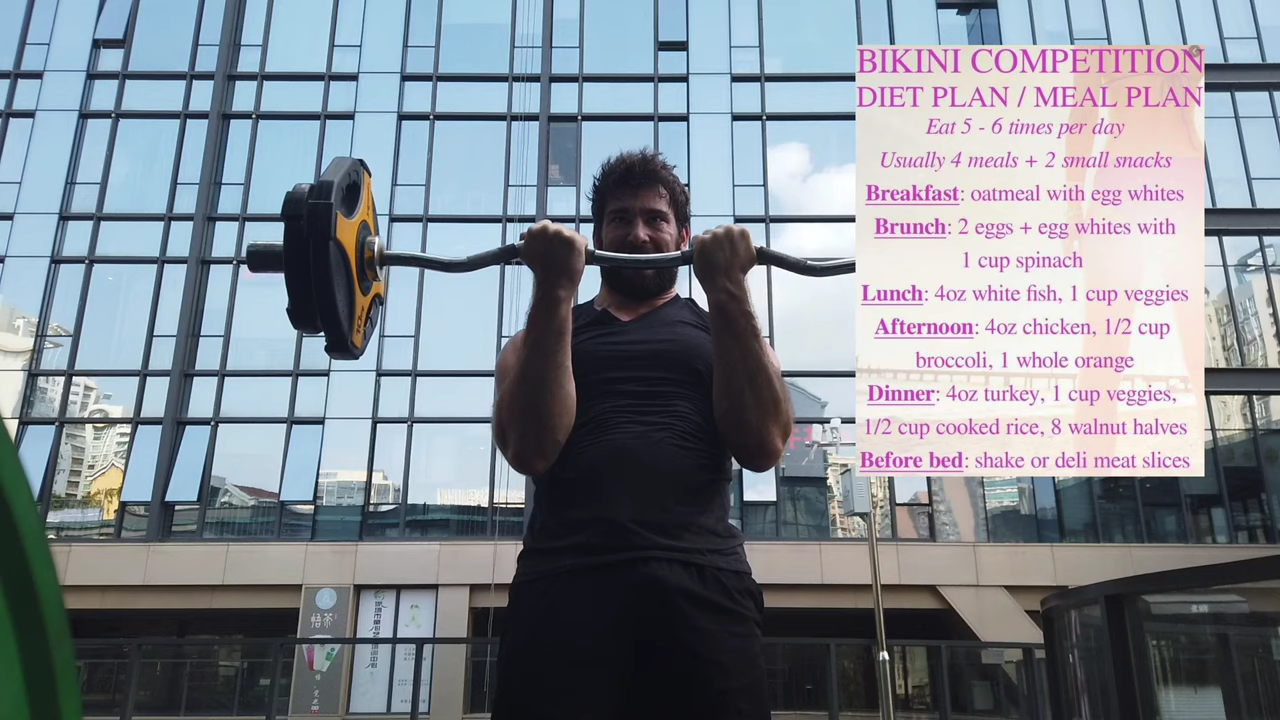 BIKINI COMPETITION
DIET PLAN / MEAL PLAN
Eat 5 - 6 times per day
Usually 4 meals + 2 small snacks
Breakfast: oatmeal with egg whites
Brunch: 2 eggs + egg whites with
1 cup spinach
Lunch: 4oz white fish, 1 cup veggies
Afternoon: 4oz chicken, 1/2 cup
broccoli, 1 whole orange
Dinner: 4oz turkey, 1 cup veggies,
1/2 cup cooked rice, 8 walnut halves
Before bed: shake or deli meat slices